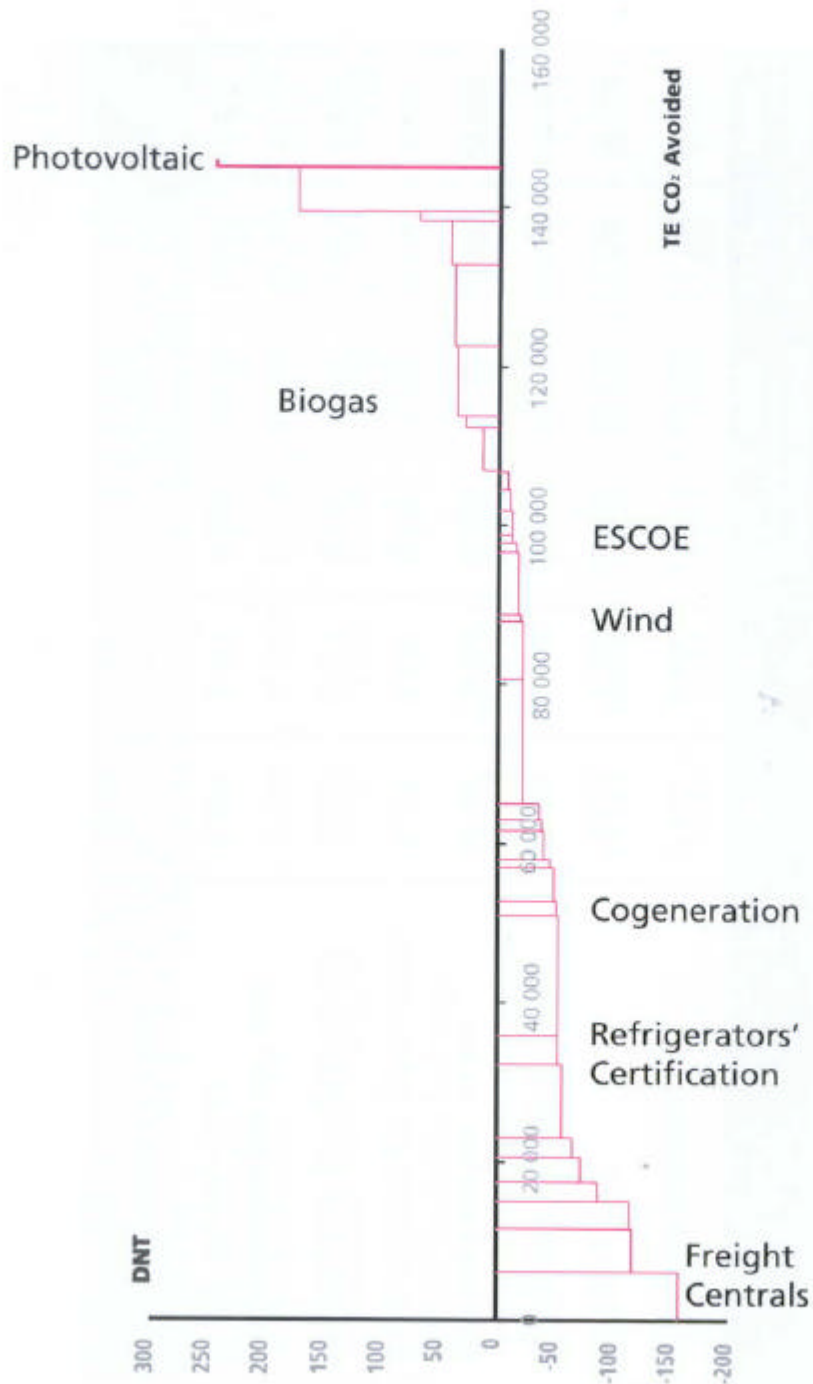 Photovoltaic
160 000
140 000
TE CO₂ Avoided
120 000
Biogas
100 000
ESCOE
Wind
80 000
60 000
Cogeneration
40 000
Refrigerators'
Certification
20 000
DNT
Freight
Centrals
0
300
250
200
150
100
50
0
-50
-100
-150
-200